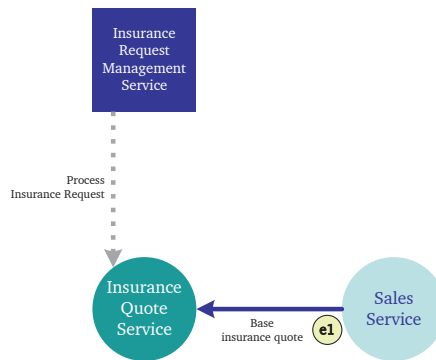 Insurance
Request
Management
Service
Process
Insurance Request
Insurance
Quote
Service
Base
insurance quote
e1
Sales
Service